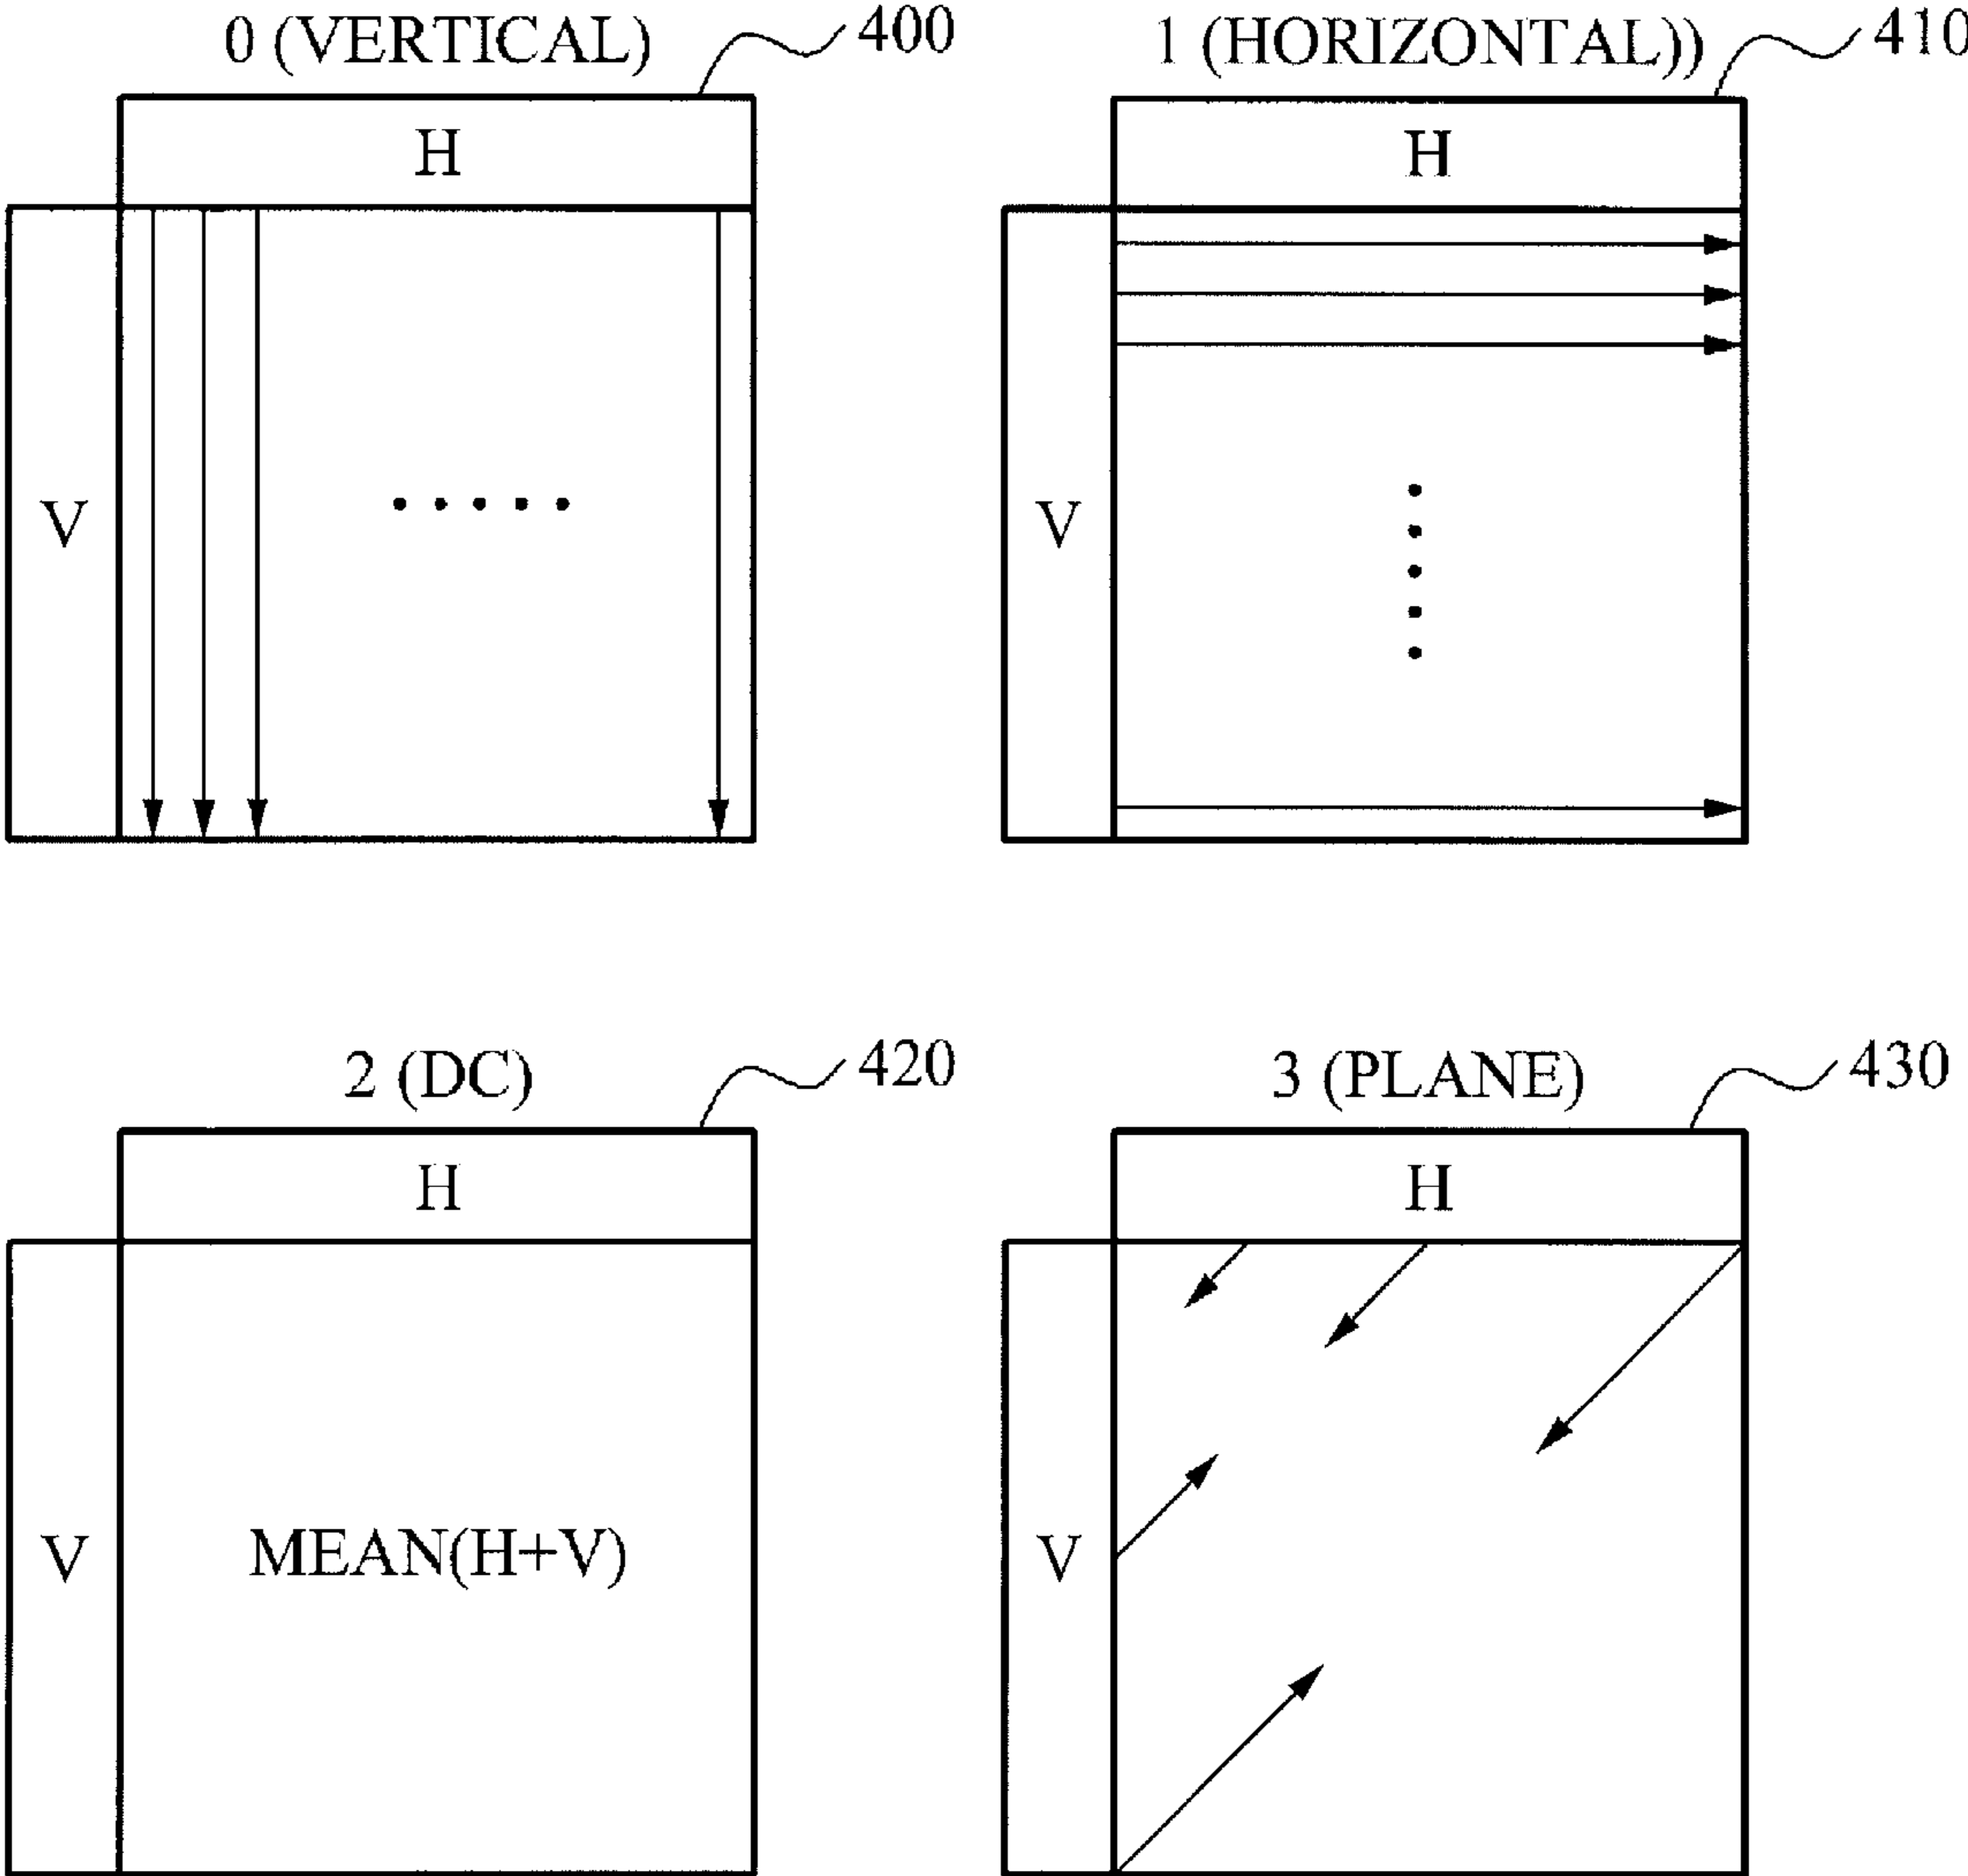 0 (VERTICAL) 400
H
V
1 (HORIZONTAL)) 410
H
V
2 (DC) 420
H
V
MEAN(H+V)
3 (PLANE) 430
H
V